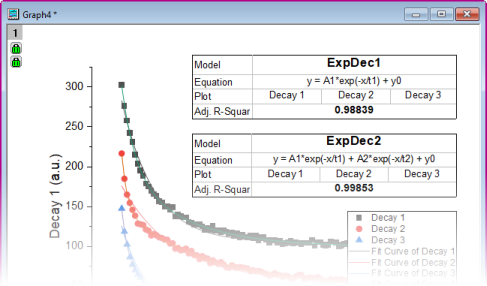 Graph4 *
1
Model ExpDec1
Equation y = A1*exp(-x/t1) + y0
Plot Decay 1 Decay 2 Decay 3
Adj. R-Squar 0.98839
Model ExpDec2
Equation y = A1*exp(-x/t1) + A2*exp(-x/t2) + y0
Plot Decay 1 Decay 2 Decay 3
Adj. R-Squar 0.99853
300
250
200
150
100
Decay 1 (a.u.)
Decay 1
Decay 2
Decay 3
Fit Curve of Decay 1
Fit Curve of Decay 2
Fit Curve of Decay 3